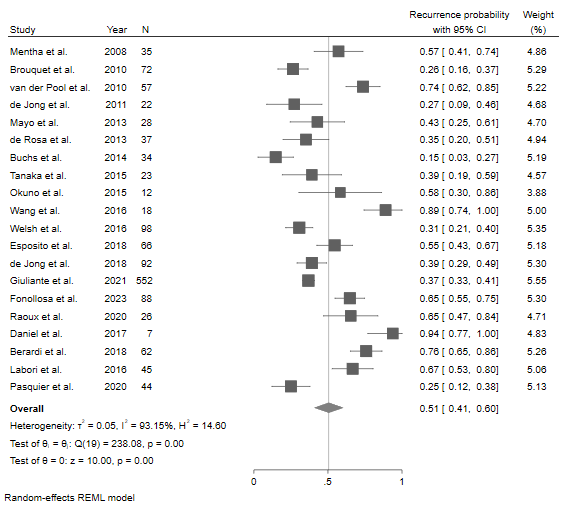 Recurrence probability Weight
Study Year N with 95% CI (%)
Mentha et al. 2008 35 0.57 [ 0.41, 0.74] 4.86
Brouquet et al. 2010 72 0.26 [ 0.16, 0.37] 5.29
van der Pool et al. 2010 57 0.74 [ 0.62, 0.85] 5.22
de Jong et al. 2011 22 0.27 [ 0.09, 0.46] 4.68
Mayo et al. 2013 28 0.43 [ 0.25, 0.61] 4.70
de Rosa et al. 2013 37 0.35 [ 0.20, 0.51] 4.94
Buchs et al. 2014 34 0.15 [ 0.03, 0.27] 5.19
Tanaka et al. 2015 23 0.39 [ 0.19, 0.59] 4.57
Okuno et al. 2015 12 0.58 [ 0.30, 0.86] 3.88
Wang et al. 2016 18 0.89 [ 0.74, 1.00] 5.00
Welsh et al. 2016 98 0.31 [ 0.21, 0.40] 5.35
Esposito et al. 2018 66 0.55 [ 0.43, 0.67] 5.18
de Jong et al. 2018 92 0.39 [ 0.29, 0.49] 5.30
Giuliante et al. 2021 552 0.37 [ 0.33, 0.41] 5.55
Fonollosa et al. 2023 88 0.65 [ 0.55, 0.75] 5.30
Raoux et al. 2020 26 0.65 [ 0.47, 0.84] 4.71
Daniel et al. 2017 7 0.94 [ 0.77, 1.00] 4.83
Berardi et al. 2018 62 0.76 [ 0.65, 0.86] 5.26
Labori et al. 2016 45 0.67 [ 0.53, 0.80] 5.06
Pasquier et al. 2020 44 0.25 [ 0.12, 0.38] 5.13
Overall 0.51 [ 0.41, 0.60]
Heterogeneity: τ² = 0.05, I² = 93.15%, H² = 14.60
Test of θᵢ = θⱼ: Q(19) = 238.08, p = 0.00
Test of θ = 0: z = 10.00, p = 0.00
0 .5 1
Random-effects REML model